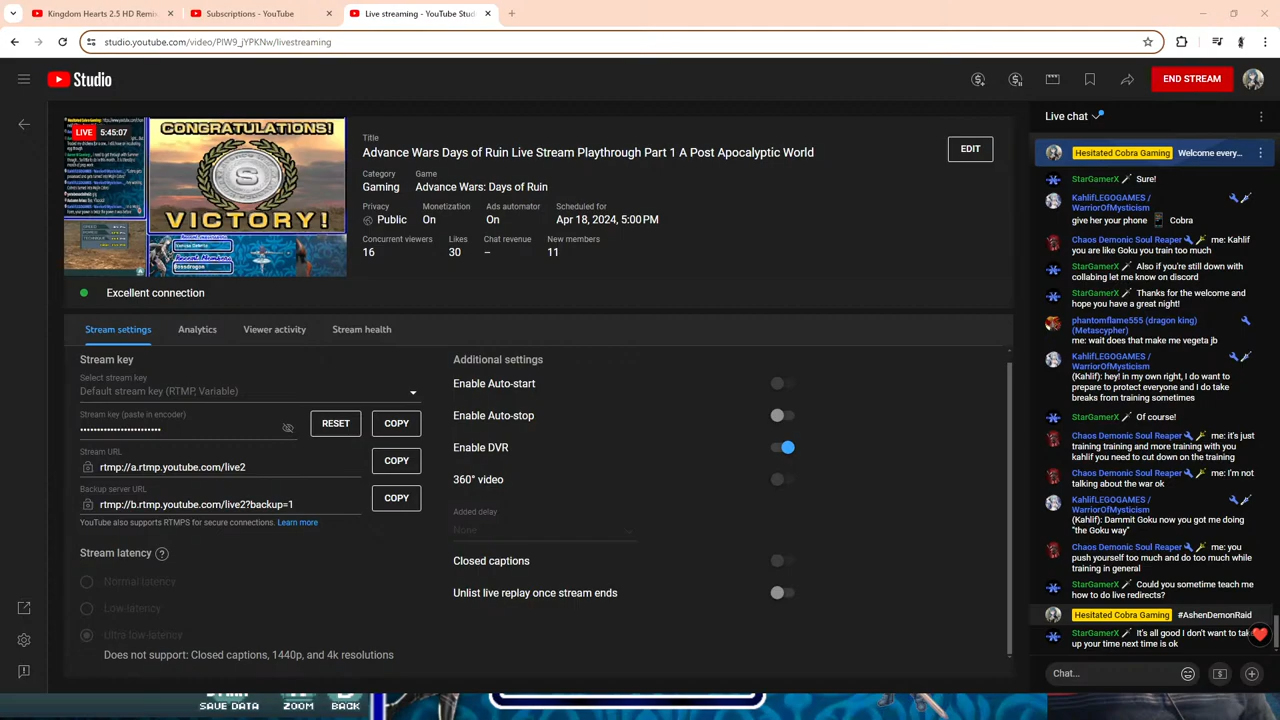 Kingdom Hearts 2.5 HD Remi
Subscriptions - YouTube
Live streaming - YouTube Stud
studio.youtube.com/video/PlW9_jYPKNw/livestreaming
Studio
END STREAM
LIVE 5:45:07
CONGRATULATIONS!
S
VICTORY!
Title
Advance Wars Days of Ruin Live Stream Playthrough Part 1 A Post Apocalyptic World
EDIT
Category
Gaming
Game
Advance Wars: Days of Ruin
Privacy
Public
Monetization
On
Ads automator
On
Scheduled for
Apr 18, 2024, 5:00 PM
Concurrent viewers
16
Likes
30
Chat revenue
–
New members
11
Excellent connection
Stream settings
Analytics
Viewer activity
Stream health
Stream key
Select stream key
Default stream key (RTMP, Variable)
Stream key (paste in encoder)
••••••••••••••••••••••••
RESET
COPY
Stream URL
rtmp://a.rtmp.youtube.com/live2
COPY
Backup server URL
rtmp://b.rtmp.youtube.com/live2?backup=1
COPY
YouTube also supports RTMPS for secure connections. Learn more
Stream latency
Normal latency
Low-latency
Ultra low-latency
Does not support: Closed captions, 1440p, and 4k resolutions
Additional settings
Enable Auto-start
Enable Auto-stop
Enable DVR
360° video
Added delay
None
Closed captions
Unlist live replay once stream ends
Live chat
Hesitated Cobra Gaming Welcome every...
StarGamerX Sure!
KahlifLEGOGAMES /
WarriorOfMysticism
give her your phone 📱 Cobra
Chaos Demonic Soul Reaper me: Kahlif
you are like Goku you train too much
StarGamerX Also if you're still down with
collabing let me know on discord
StarGamerX Thanks for the welcome and
hope you have a great night!
phantomflame555 (dragon king)
(Metascypher)
me: wait does that make me vegeta jb
KahlifLEGOGAMES /
WarriorOfMysticism
(Kahlif): hey! in my own right, I do want to
prepare to protect everyone and I do take
breaks from training sometimes
StarGamerX Of course!
Chaos Demonic Soul Reaper me: it's just
training training and more training with you
kahlif you need to cut down on the training
Chaos Demonic Soul Reaper me: I'm not
talking about the war ok
KahlifLEGOGAMES /
WarriorOfMysticism
(Kahlif): Dammit Goku now you got me doing
"the Goku way"
Chaos Demonic Soul Reaper me: you
push yourself too much and do too much while
training in general
StarGamerX Could you sometime teach me
how to do live redirects?
Hesitated Cobra Gaming #AshenDemonRaid
StarGamerX It's all good I don't want to take
up your time next time is ok
Chat...
SAVE DATA
ZOOM
BACK